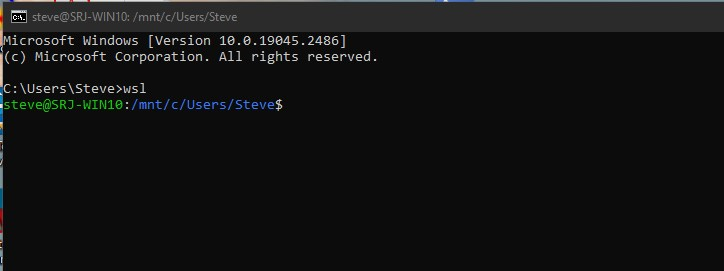 steve@SRJ-WIN10: /mnt/c/Users/Steve
Microsoft Windows [Version 10.0.19045.2486]
(c) Microsoft Corporation. All rights reserved.
C:\Users\Steve>wsl
steve@SRJ-WIN10:/mnt/c/Users/Steve$